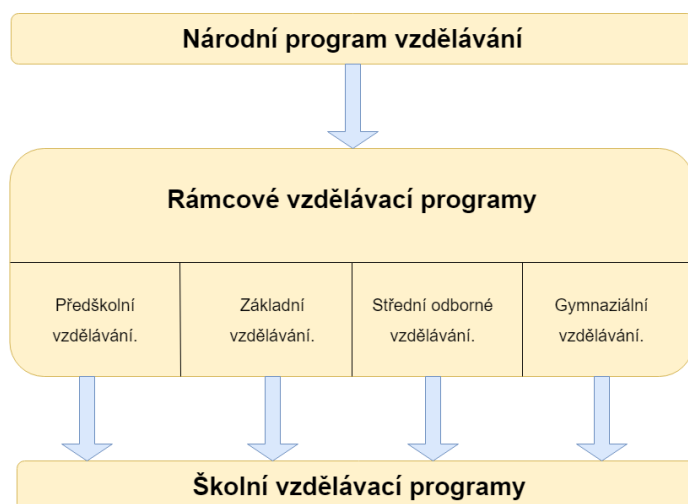 Národní program vzdělávání
Rámcové vzdělávací programy
Předškolní
vzdělávání.
Základní
vzdělávání.
Střední odborné
vzdělávání.
Gymnaziální
vzdělávání.
Školní vzdělávací programy